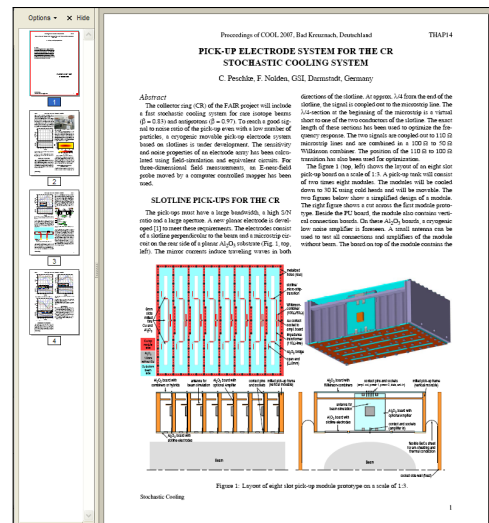 Options ▾ × Hide
1
2
3
4
Proceedings of COOL 2007, Bad Kreuznach, Deutschland THAP14
PICK-UP ELECTRODE SYSTEM FOR THE CR
STOCHASTIC COOLING SYSTEM
C. Peschke, F. Nolden, GSI, Darmstadt, Germany
Abstract
The collector ring (CR) of the FAIR project will include
a fast stochastic cooling system for rare isotope beams
(β = 0.83) and antiprotons (β = 0.97). To reach a good sig-
nal to noise ratio of the pick-up even with a low number of
particles, a cryogenic movable pick-up electrode system
based on slotlines is under development. The sensitivity
and noise properties of an electrode array has been calcu-
lated using field-simulation and equivalent circuits. For
three-dimensional field measurements, an E-near-field
probe moved by a computer controlled mapper has been
used.
SLOTLINE PICK-UPS FOR THE CR
The pick-ups must have a large bandwidth, a high S/N
ratio and a large aperture. A new planar electrode is devel-
oped [1] to meet these requirements. The electrodes consist
of a slotline perpendicular to the beam and a microstrip cir-
cuit on the rear side of a planar Al₂O₃ substrate (Fig. 1, top,
left). The mirror currents induce traveling waves in both
directions of the slotline. At approx. λ/4 from the end of the
slotline, the signal is coupled out to the microstrip line. The
λ/4-section at the beginning of the microstrip is a virtual
short to one of the two conductors of the slotline. The exact
length of these sections has been used to optimize the fre-
quency response. The two signals are coupled out to 110 Ω
microstrip lines and are combined in a 100 Ω to 50 Ω
Wilkinson combiner. The position of the 110 Ω to 100 Ω
transition has also been used for optimization.
The figure 1 (top, left) shows the layout of an eight slot
pick-up board on a scale of 1:3. A pick-up tank will consist
of two times eight modules. The modules will be cooled
down to 30 K using cold heads and will be movable. The
two figures below show a simplified design of a module.
The right figure shows a cut across the first module proto-
type. Beside the PU board, the module also contains verti-
cal connection boards. On these Al₂O₃ boards, a cryogenic
low noise amplifier is foreseen. A small antenna can be
used to test all connections and amplifiers of the module
without beam. The board on top of the module contains the
Beam
Beam
Figure 1: Layout of eight slot pick-up module prototype on a scale of 1:3.
Stochastic Cooling
1